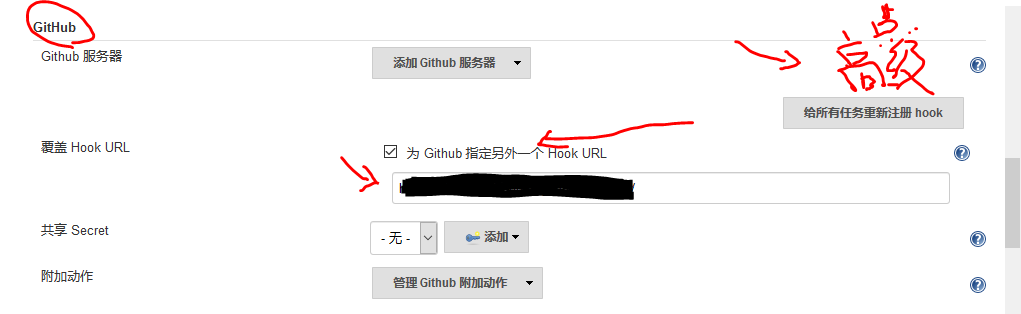 GitHub
点
高级
Github 服务器
添加 Github 服务器
给所有任务重新注册 hook
覆盖 Hook URL
为 Github 指定另外一个 Hook URL
共享 Secret
- 无 -
添加
附加动作
管理 Github 附加动作